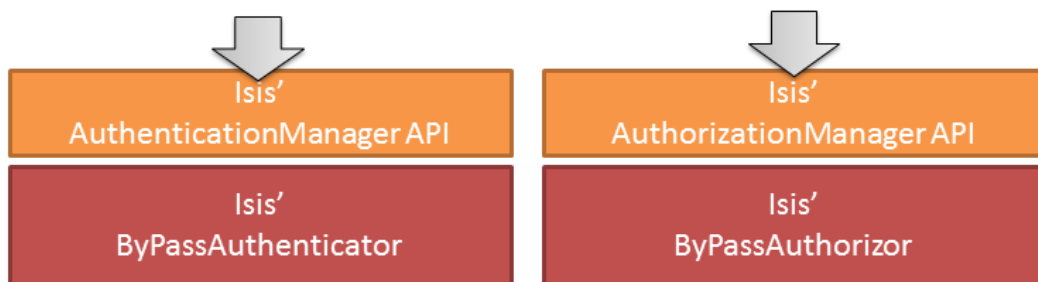 Isis’
AuthenticationManager API
Isis’
AuthorizationManager API
Isis’
ByPassAuthenticator
Isis’
ByPassAuthorizor